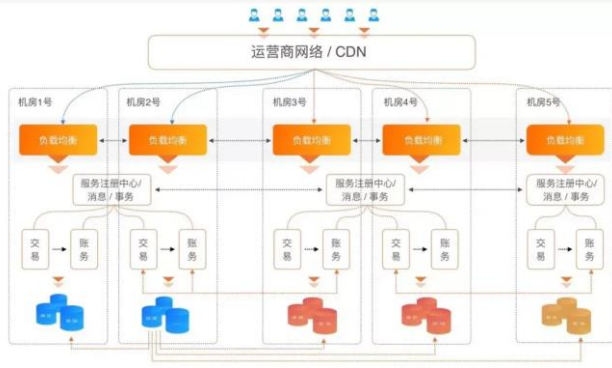 运营商网络 / CDN
机房1号
机房2号
机房3号
机房4号
机房5号
负载均衡
负载均衡
负载均衡
负载均衡
负载均衡
服务注册中心/
消息 / 事务
服务注册中心/
消息 / 事务
服务注册中心/
消息 / 事务
交易
账务
交易
账务
交易
账务
交易
账务
交易
账务